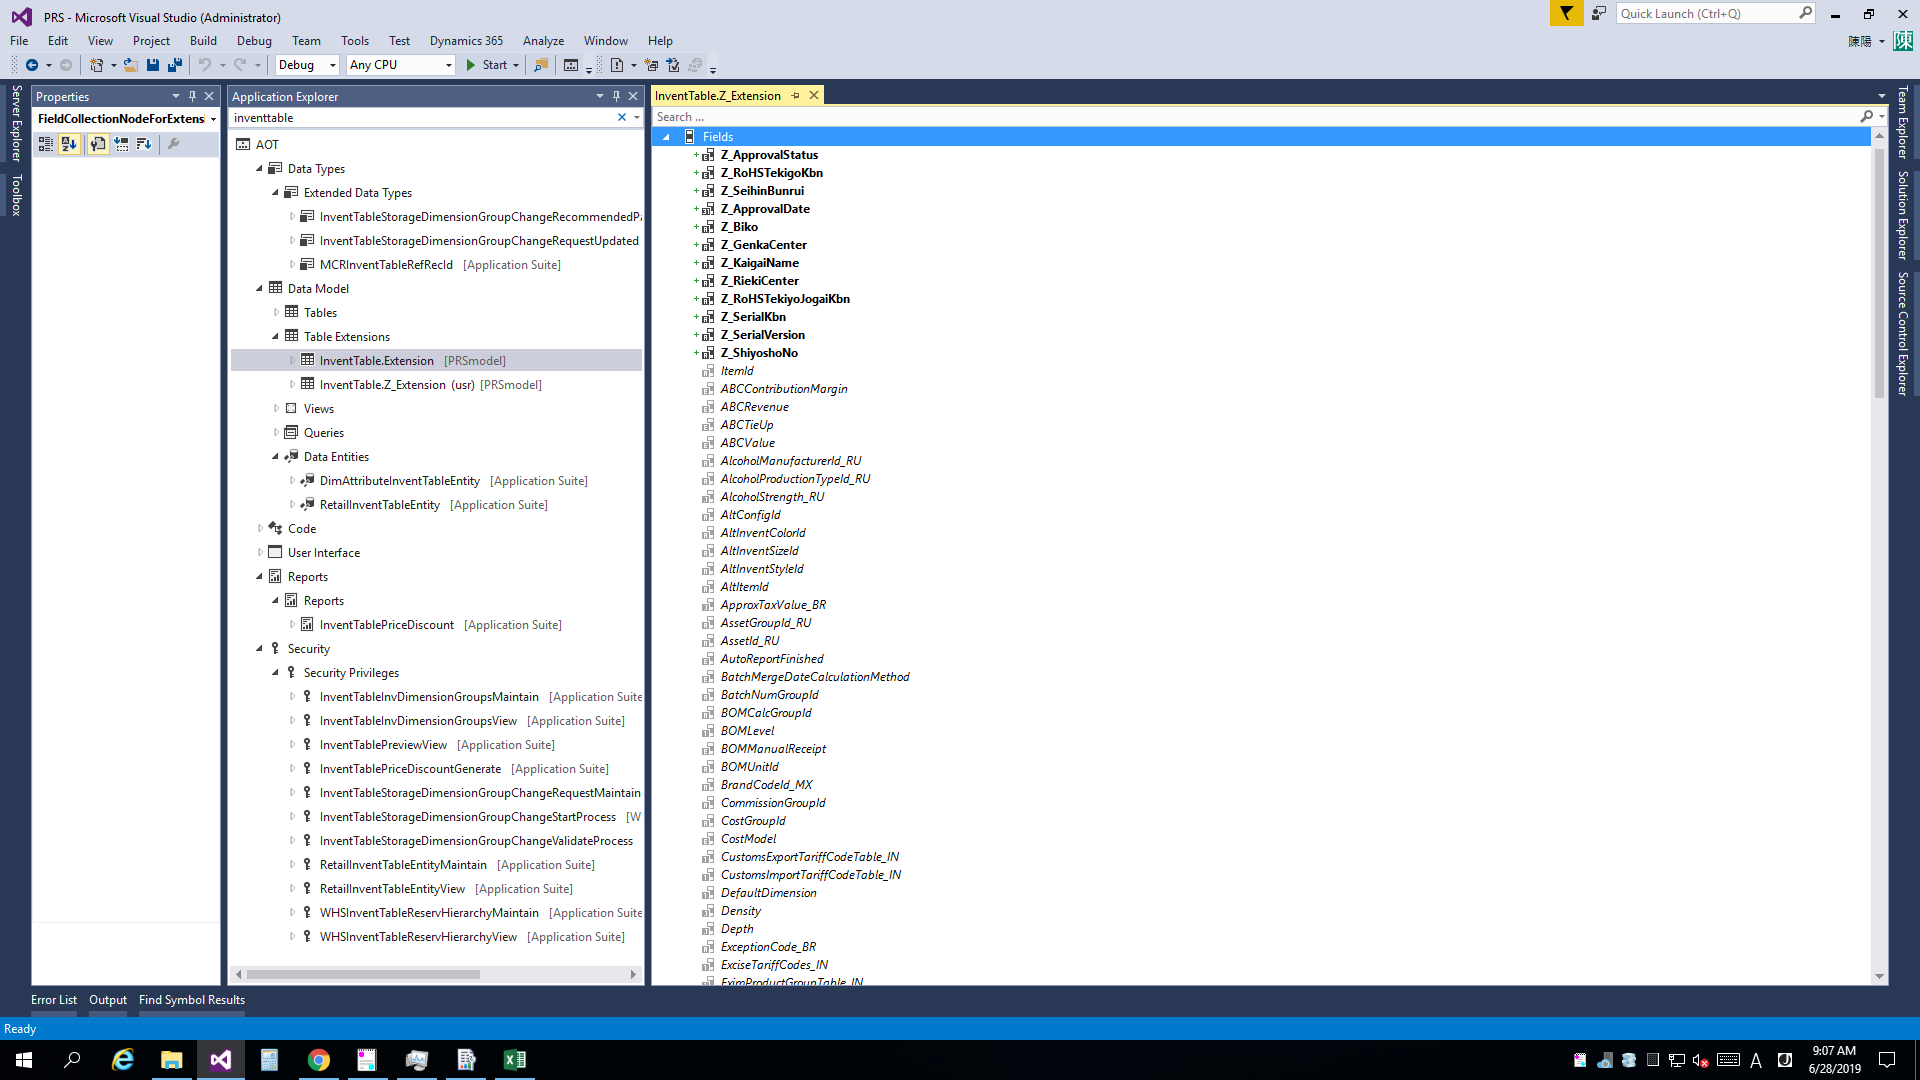 PRS - Microsoft Visual Studio (Administrator)
Quick Launch (Ctrl+Q)
File Edit View Project Build Debug Team Tools Test Dynamics 365 Analyze Window Help
陳陽
陳
Debug
Any CPU
Start
Server Explorer
Toolbox
Properties
FieldCollectionNodeForExtensi
Application Explorer
inventtable
AOT
Data Types
Extended Data Types
InventTableStorageDimensionGroupChangeRecommendedPa
InventTableStorageDimensionGroupChangeRequestUpdated
MCRInventTableRefRecId [Application Suite]
Data Model
Tables
Table Extensions
InventTable.Extension [PRSmodel]
InventTable.Z_Extension (usr) [PRSmodel]
Views
Queries
Data Entities
DimAttributeInventTableEntity [Application Suite]
RetailInventTableEntity [Application Suite]
Code
User Interface
Reports
Reports
InventTablePriceDiscount [Application Suite]
Security
Security Privileges
InventTableInvDimensionGroupsMaintain [Application Suite
InventTableInvDimensionGroupsView [Application Suite]
InventTablePreviewView [Application Suite]
InventTablePriceDiscountGenerate [Application Suite]
InventTableStorageDimensionGroupChangeRequestMaintain
InventTableStorageDimensionGroupChangeStartProcess [W
InventTableStorageDimensionGroupChangeValidateProcess
RetailInventTableEntityMaintain [Application Suite]
RetailInventTableEntityView [Application Suite]
WHSInventTableReservHierarchyMaintain [Application Suite
WHSInventTableReservHierarchyView [Application Suite]
InventTable.Z_Extension
Search ...
Fields
Z_ApprovalStatus
Z_RoHSTekigoKbn
Z_SeihinBunrui
Z_ApprovalDate
Z_Biko
Z_GenkaCenter
Z_KaigaiName
Z_RiekiCenter
Z_RoHSTekiyoJogaiKbn
Z_SerialKbn
Z_SerialVersion
Z_ShiyoshoNo
ItemId
ABCContributionMargin
ABCRevenue
ABCTieUp
ABCValue
AlcoholManufacturerId_RU
AlcoholProductionTypeId_RU
AlcoholStrength_RU
AltConfigId
AltInventColorId
AltInventSizeId
AltInventStyleId
AltItemId
ApproxTaxValue_BR
AssetGroupId_RU
AssetId_RU
AutoReportFinished
BatchMergeDateCalculationMethod
BatchNumGroupId
BOMCalcGroupId
BOMLevel
BOMManualReceipt
BOMUnitId
BrandCodeId_MX
CommissionGroupId
CostGroupId
CostModel
CustomsExportTariffCodeTable_IN
CustomsImportTariffCodeTable_IN
DefaultDimension
Density
Depth
ExceptionCode_BR
ExciseTariffCodes_IN
EximProductGroupTable_IN
Team Explorer
Solution Explorer
Source Control Explorer
Error List Output Find Symbol Results
Ready
A
9:07 AM
6/28/2019